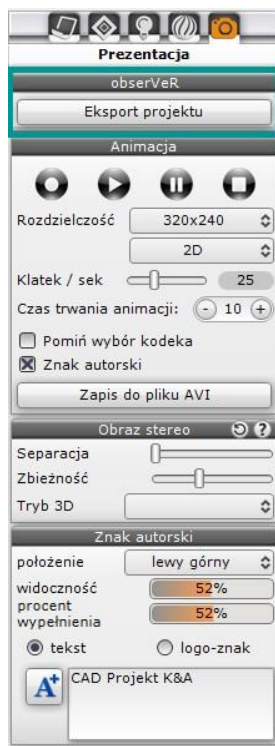 Prezentacja
obserVeR
Eksport projektu
Animacja
Rozdzielczość 320x240
2D
Klatek / sek 25
Czas trwania animacji: - 10 +
Pomiń wybór kodeka
Znak autorski
Zapis do pliku AVI
Obraz stereo ?
Separacja
Zbieżność
Tryb 3D
Znak autorski
położenie lewy górny
widoczność 52%
procent
wypełnienia 52%
tekst logo-znak
A+ CAD Projekt K&A